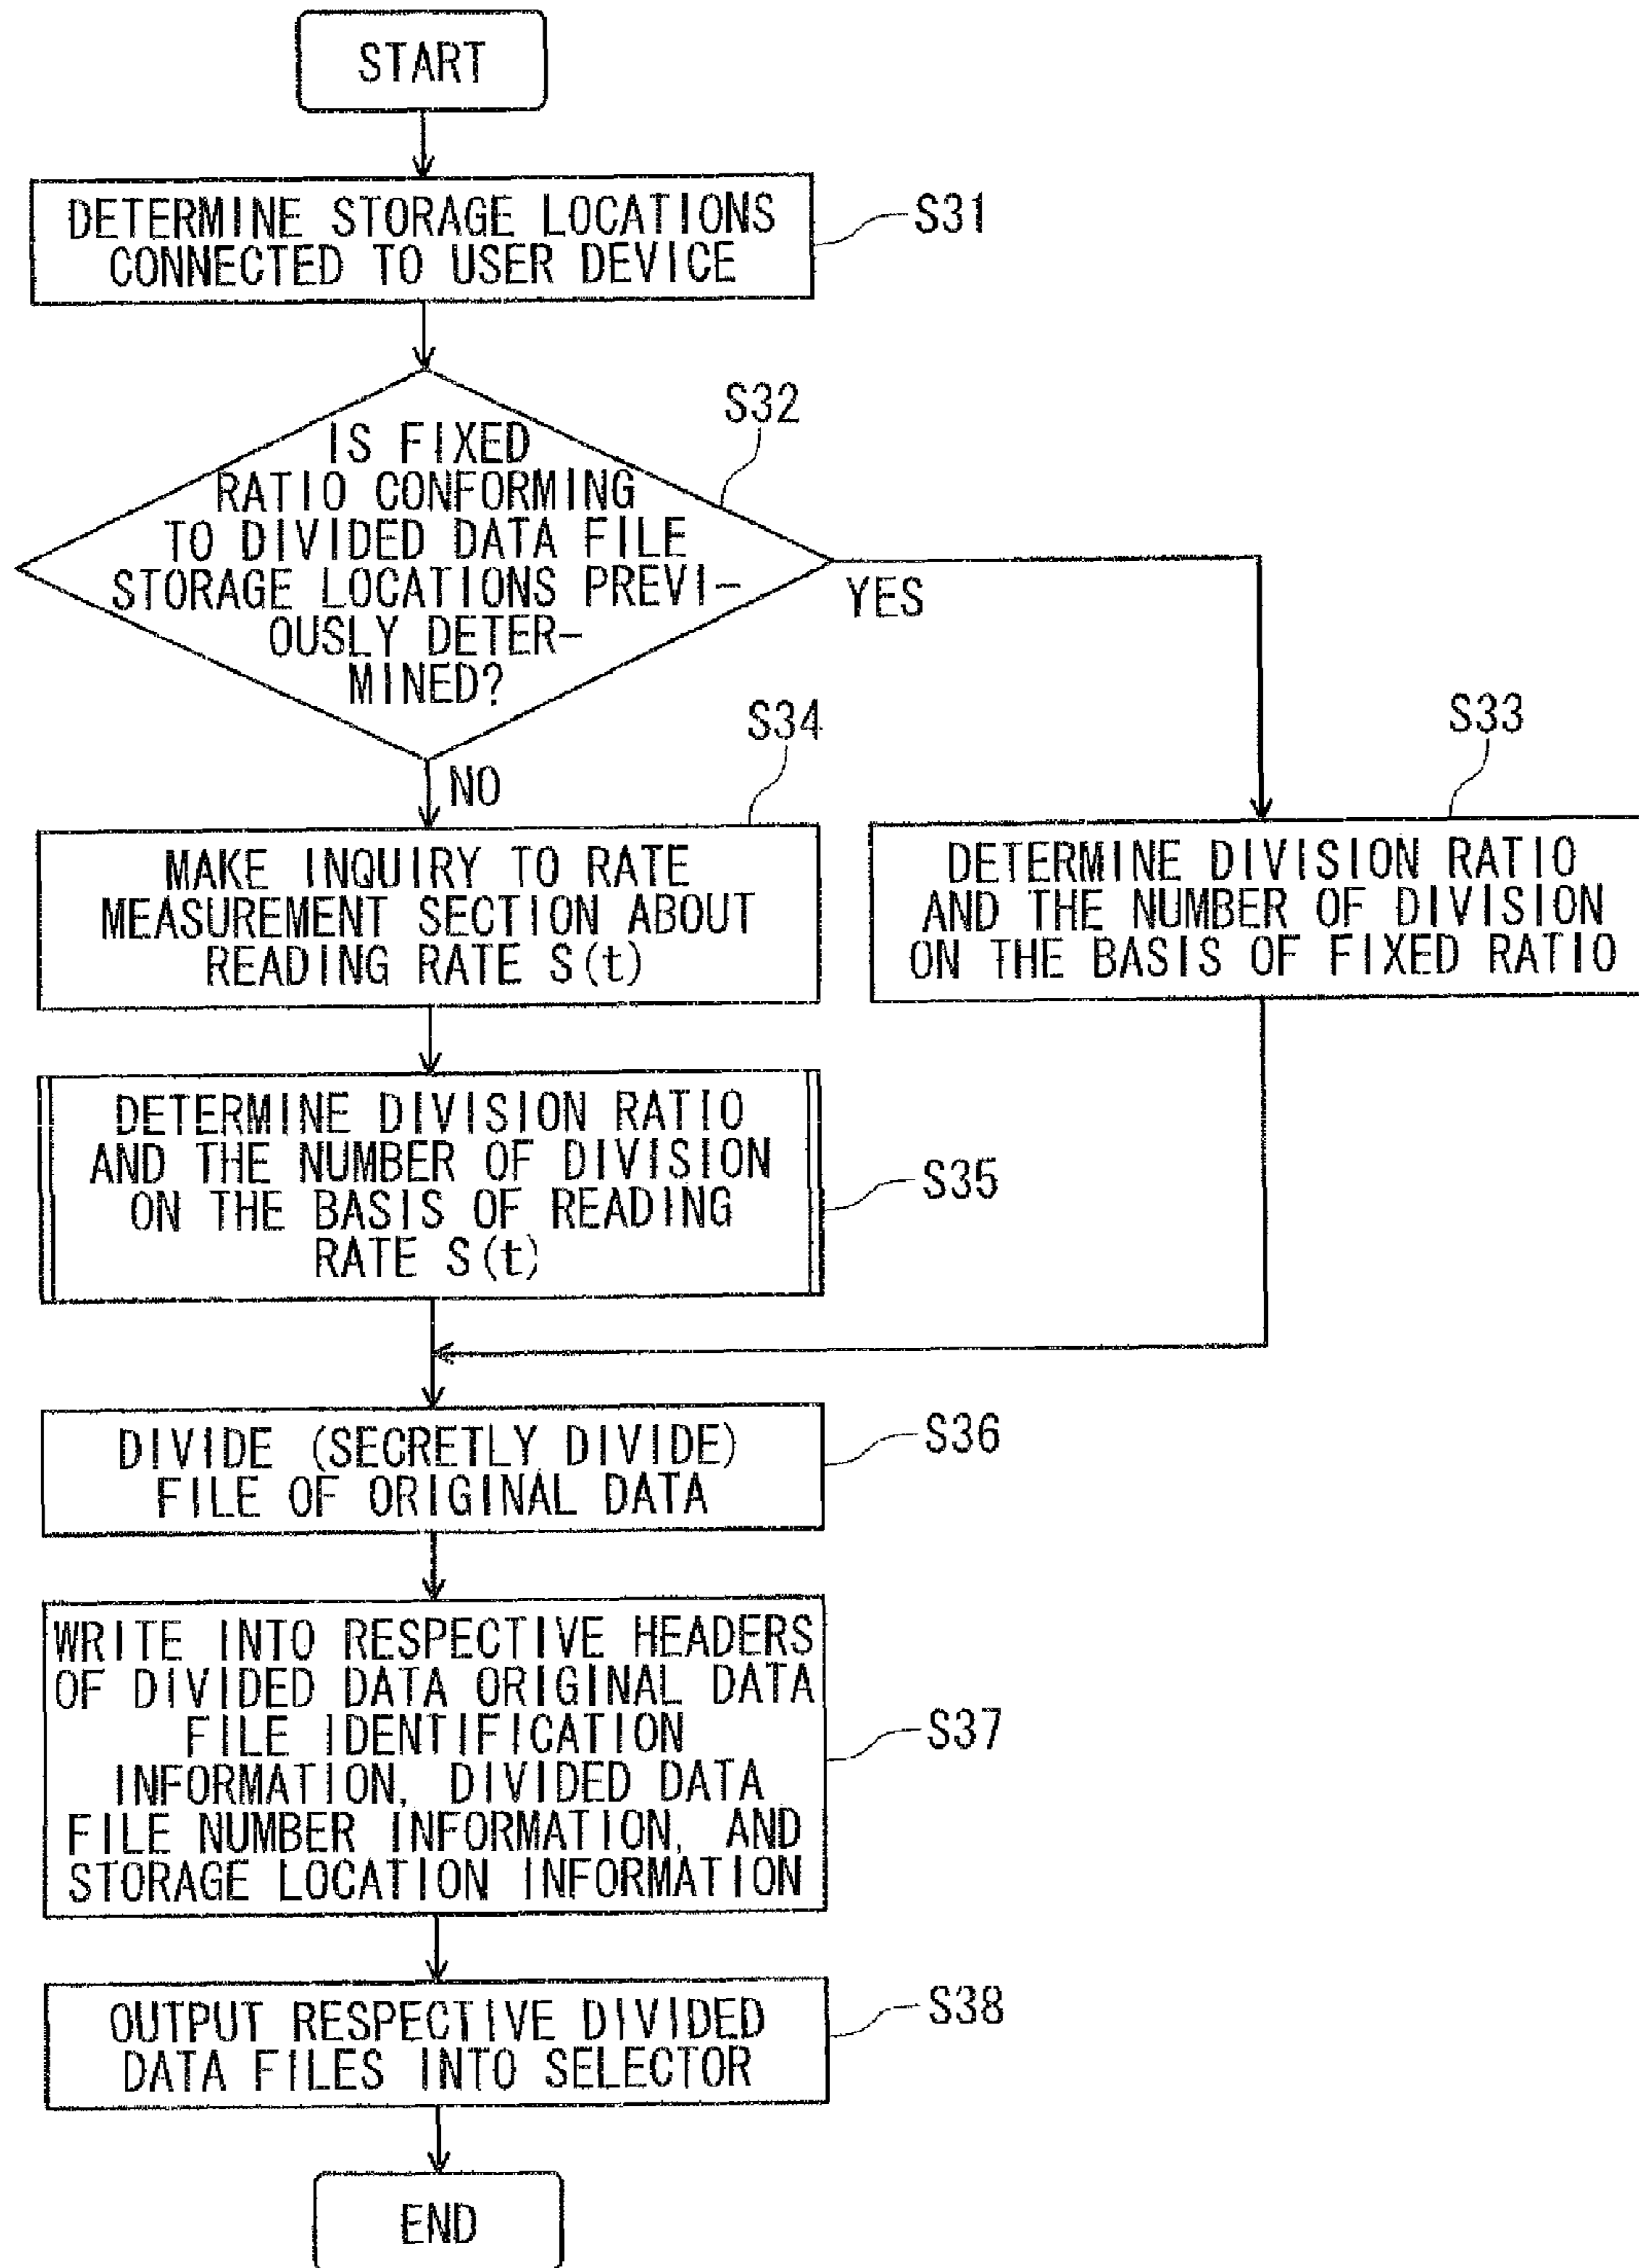 START
DETERMINE STORAGE LOCATIONS
CONNECTED TO USER DEVICE
S31
IS FIXED
RATIO CONFORMING
TO DIVIDED DATA FILE
STORAGE LOCATIONS PREVI-
OUSLY DETER-
MINED?
S32
YES
NO
S34
MAKE INQUIRY TO RATE
MEASUREMENT SECTION ABOUT
READING RATE S(t)
S33
DETERMINE DIVISION RATIO
AND THE NUMBER OF DIVISION
ON THE BASIS OF FIXED RATIO
DETERMINE DIVISION RATIO
AND THE NUMBER OF DIVISION
ON THE BASIS OF READING
RATE S(t)
S35
DIVIDE (SECRETLY DIVIDE)
FILE OF ORIGINAL DATA
S36
WRITE INTO RESPECTIVE HEADERS
OF DIVIDED DATA ORIGINAL DATA
FILE IDENTIFICATION
INFORMATION, DIVIDED DATA
FILE NUMBER INFORMATION, AND
STORAGE LOCATION INFORMATION
S37
OUTPUT RESPECTIVE DIVIDED
DATA FILES INTO SELECTOR
S38
END